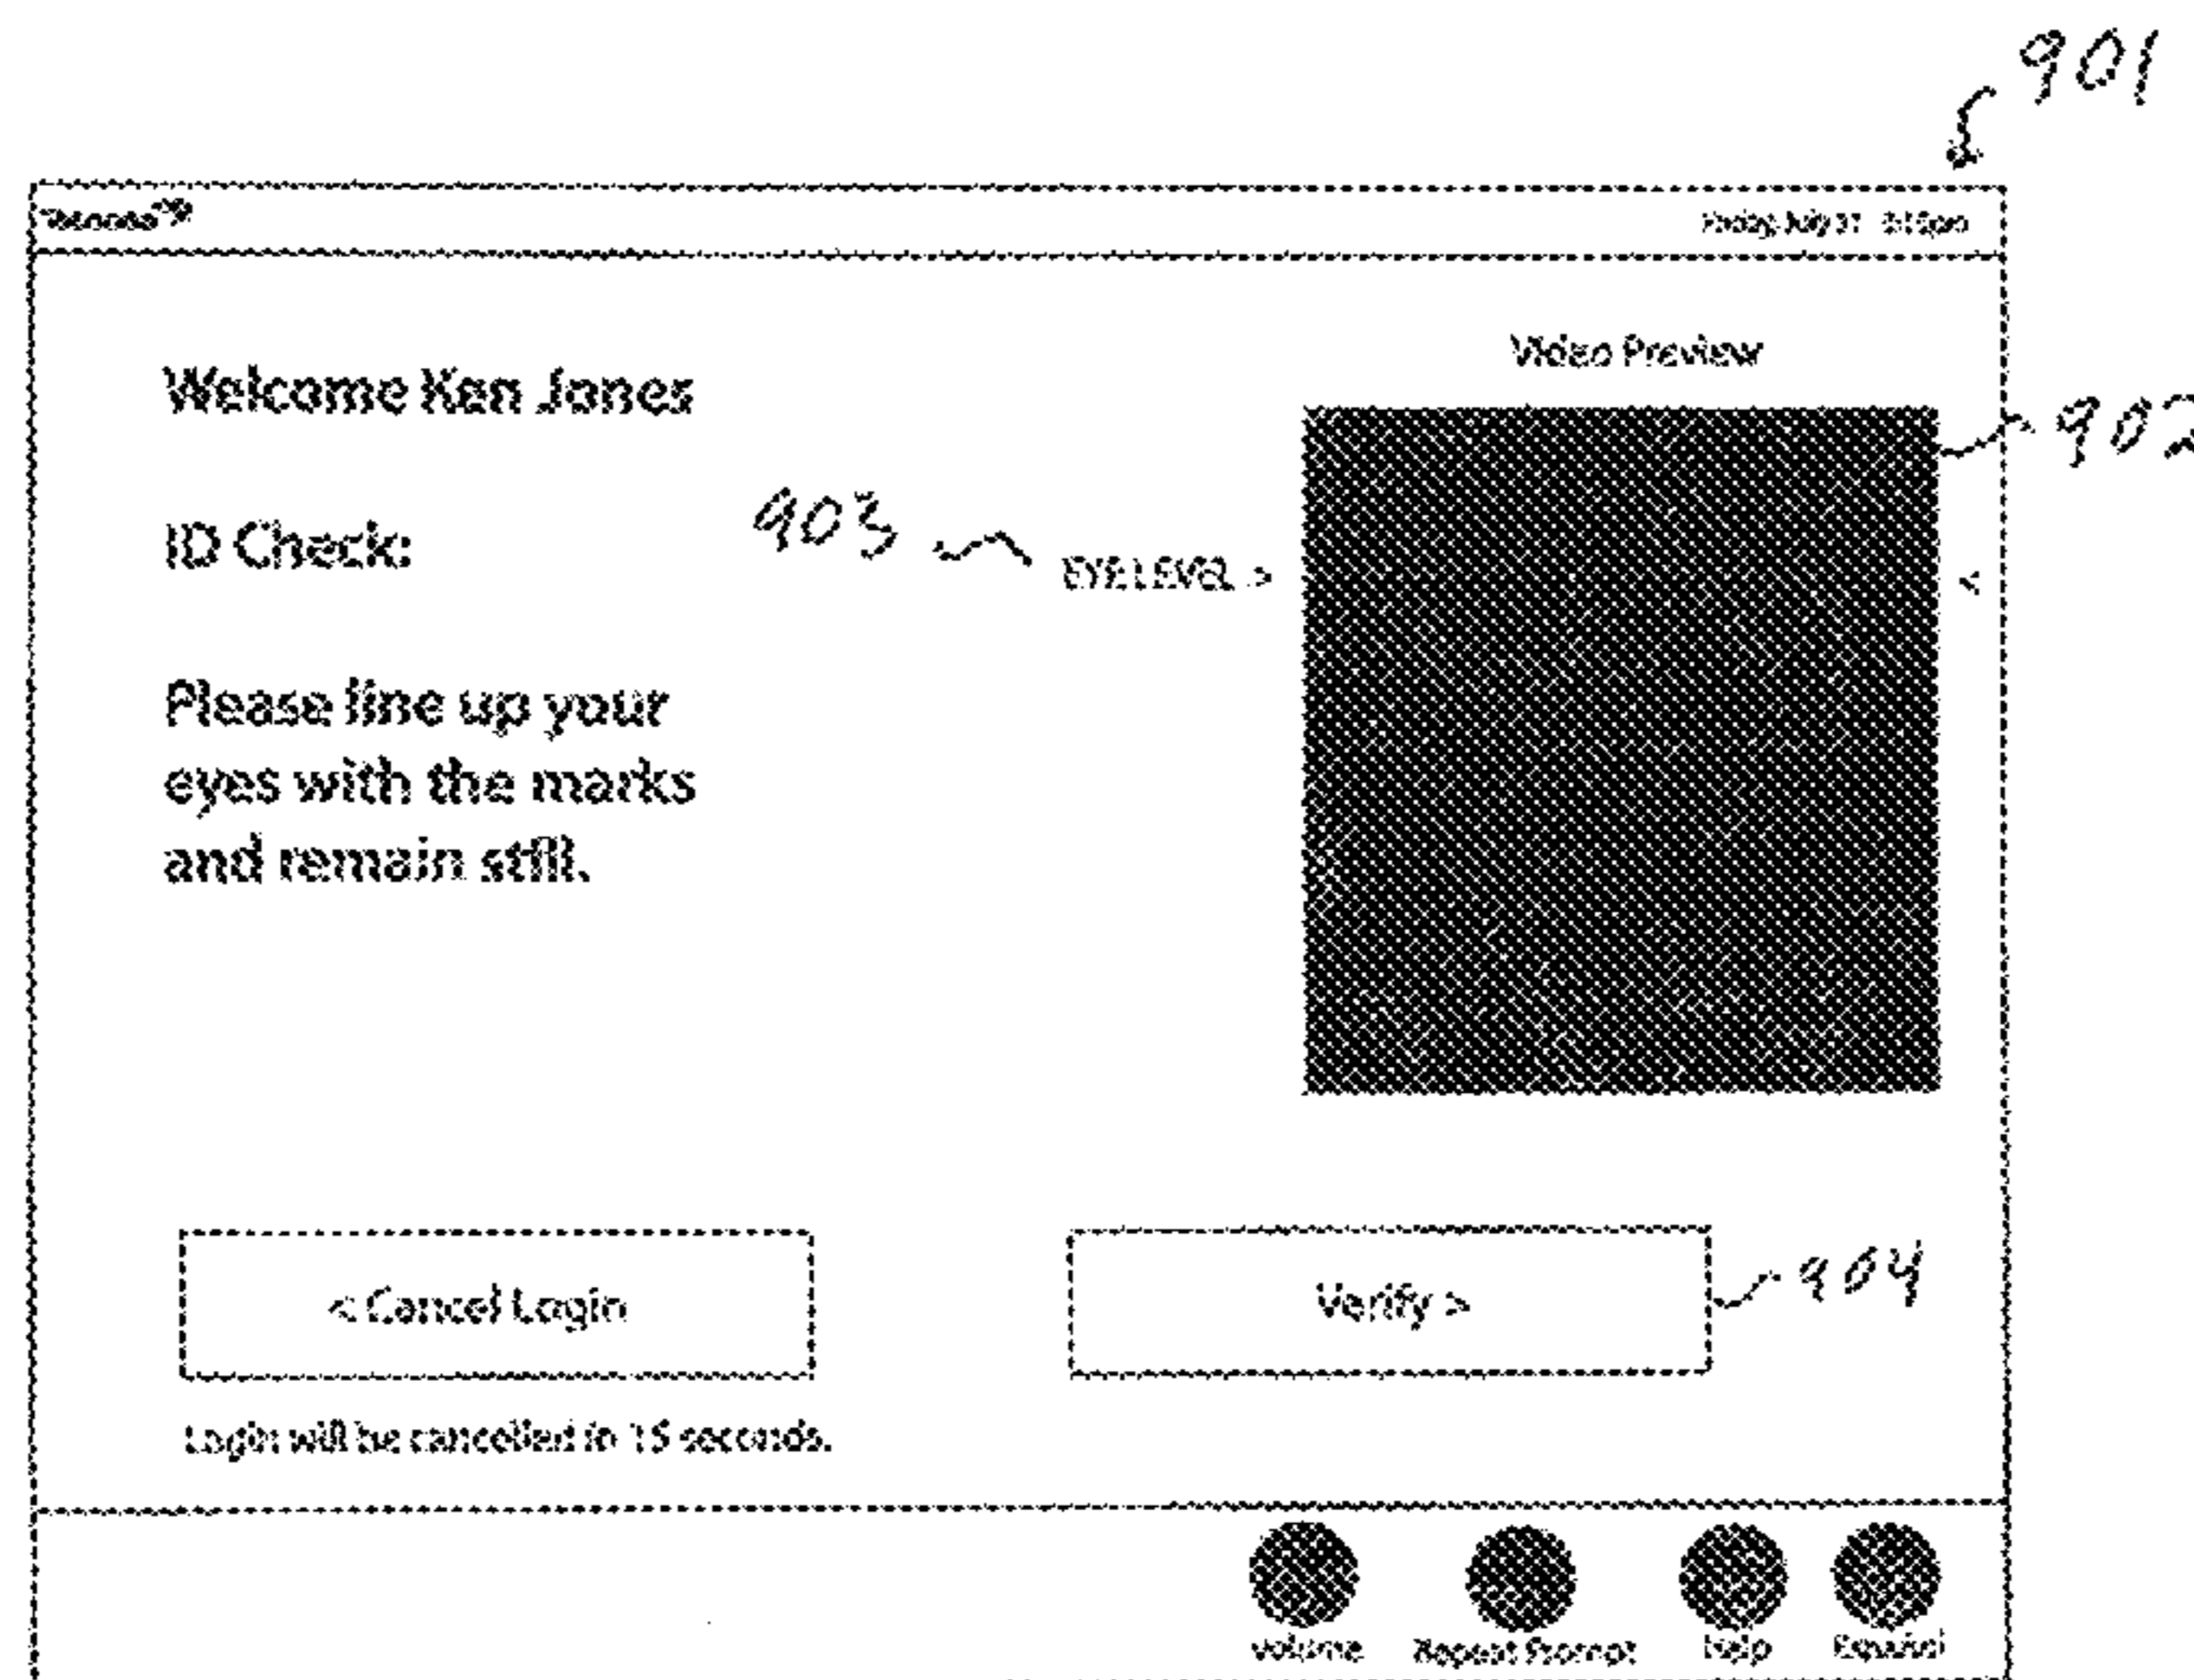 901
Video Preview
Welcome Ken Jones
902
ID Check:
903
EYE LEVEL >
<
Please line up your
eyes with the marks
and remain still.
< Cancel Login
Verify >
904
Login will be cancelled in 15 seconds.
Volume
Repeat Prompt
Help
Español